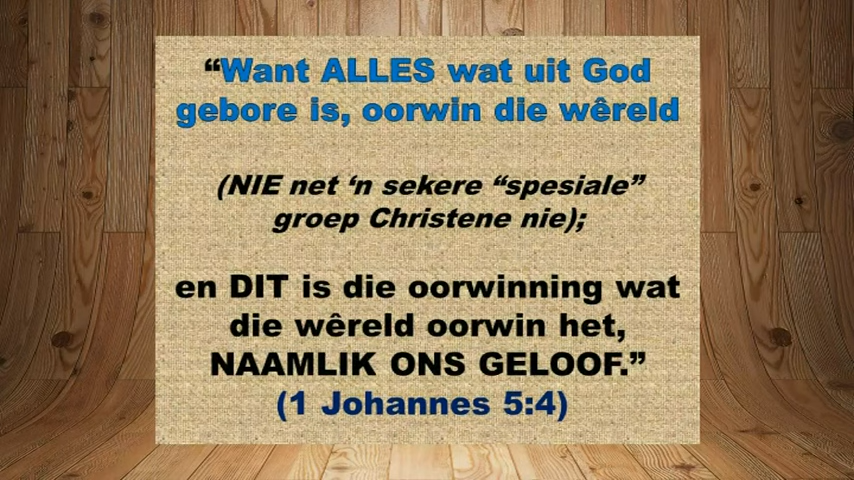 “Want ALLES wat uit God
gebore is, oorwin die wêreld
(NIE net ‘n sekere “spesiale”
groep Christene nie);
en DIT is die oorwinning wat
die wêreld oorwin het,
NAAMLIK ONS GELOOF.”
(1 Johannes 5:4)